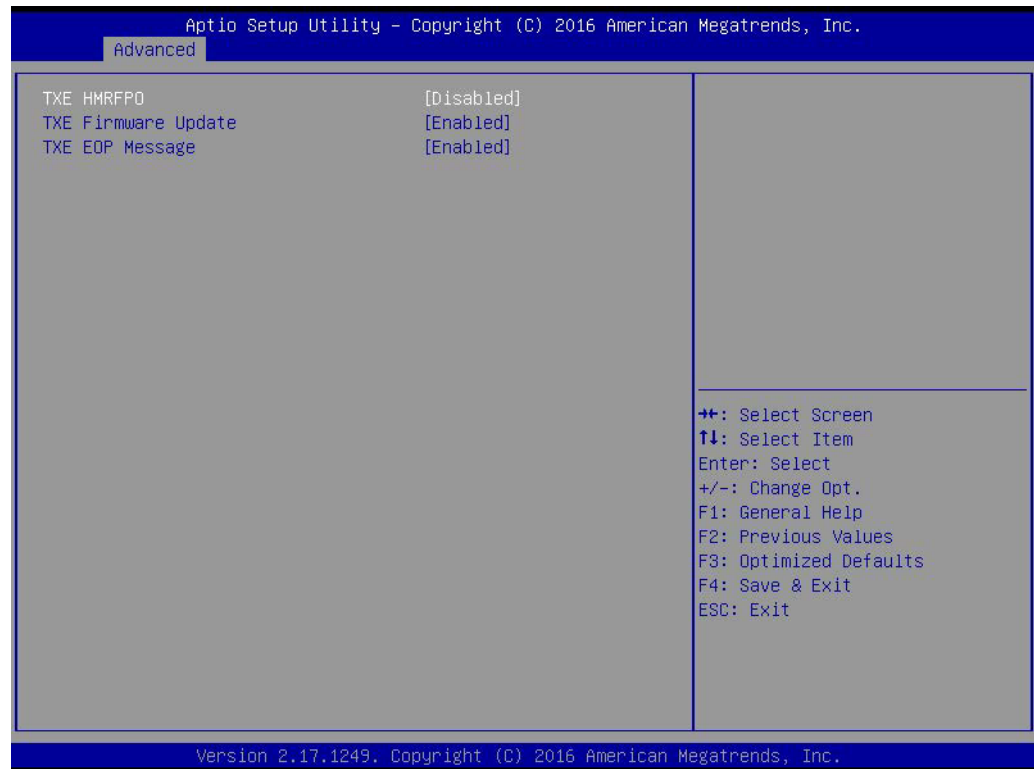 Aptio Setup Utility – Copyright (C) 2016 American Megatrends, Inc.
Advanced
TXE HMRFPO [Disabled]
TXE Firmware Update [Enabled]
TXE EOP Message [Enabled]
→←: Select Screen
↑↓: Select Item
Enter: Select
+/-: Change Opt.
F1: General Help
F2: Previous Values
F3: Optimized Defaults
F4: Save & Exit
ESC: Exit
Version 2.17.1249. Copyright (C) 2016 American Megatrends, Inc.